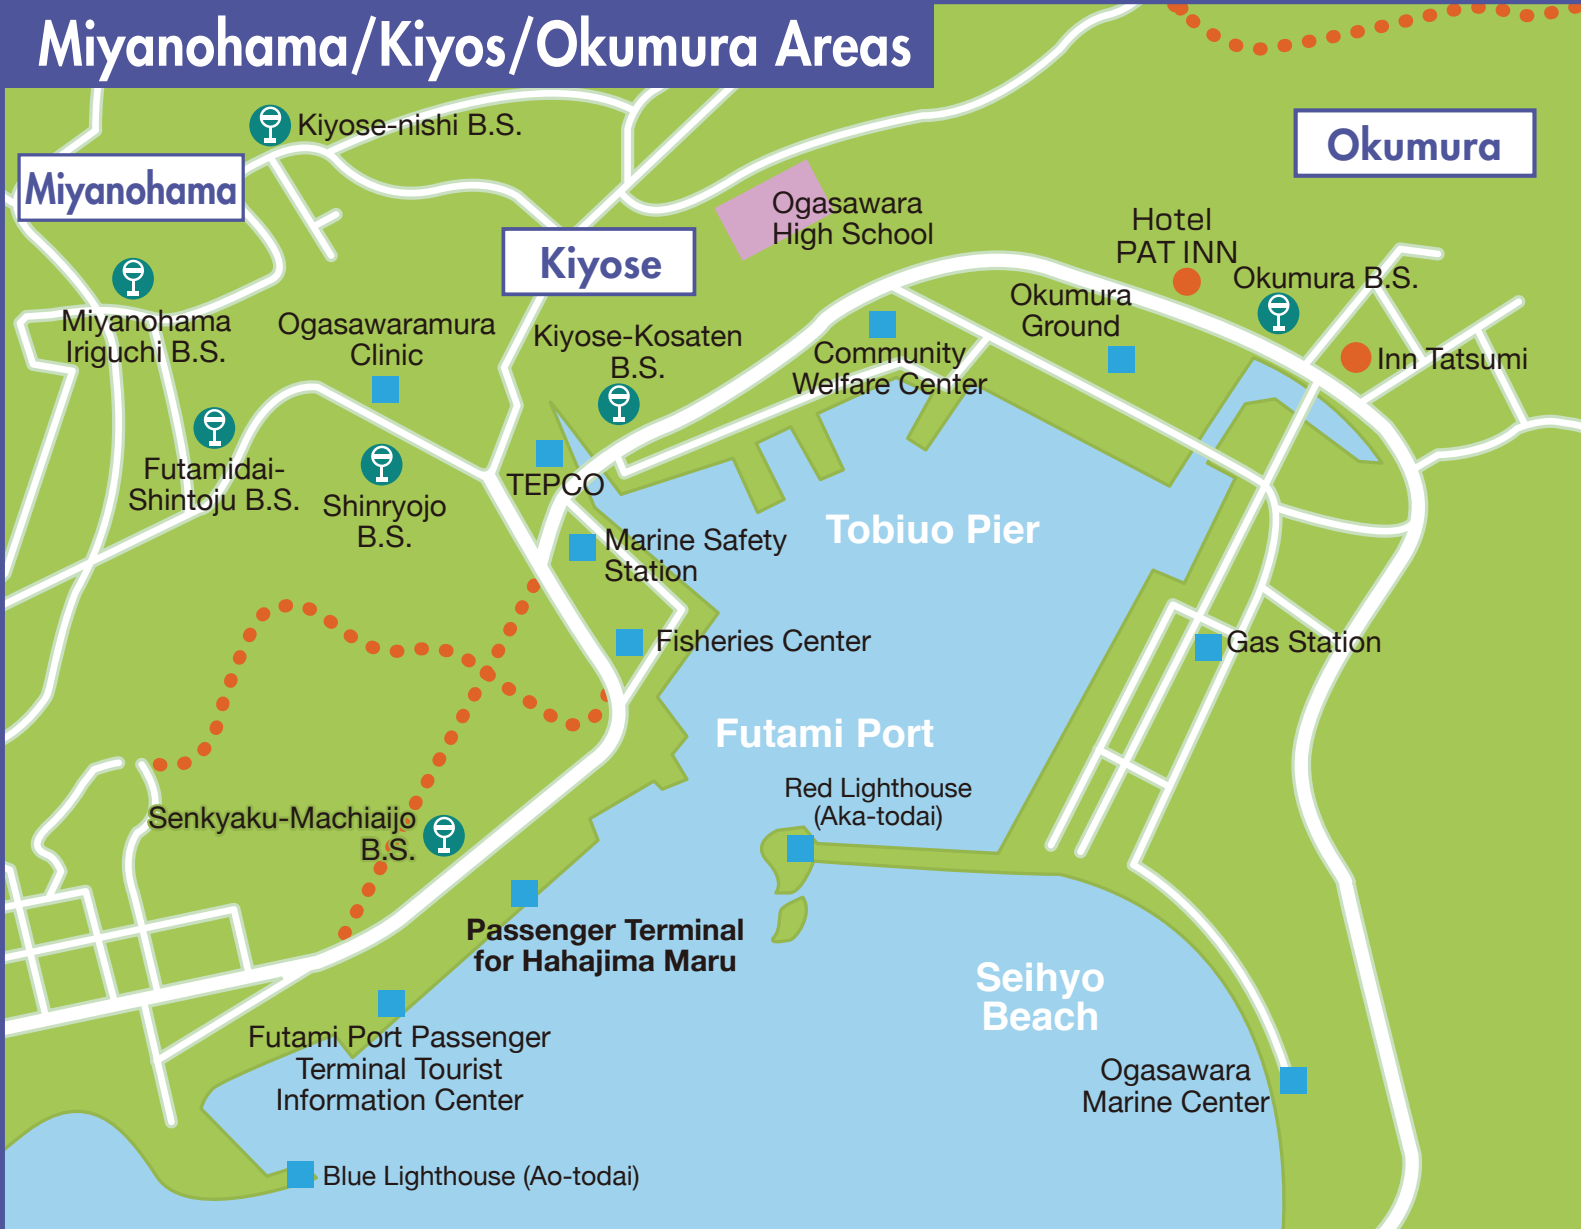 Miyanohama/Kiyos/Okumura Areas
Kiyose-nishi B.S.
Okumura
Miyanohama
Ogasawara
High School
Hotel
PAT INN
Kiyose
Okumura B.S.
Miyanohama
Iriguchi B.S.
Ogasawaramura
Clinic
Kiyose-Kosaten
B.S.
Okumura
Ground
Community
Welfare Center
Inn Tatsumi
Futamidai-
Shintoju B.S.
Shinryojo
B.S.
TEPCO
Marine Safety
Station
Tobiuo Pier
Fisheries Center
Gas Station
Futami Port
Red Lighthouse
(Aka-todai)
Senkyaku-Machiaijo
B.S.
Passenger Terminal
for Hahajima Maru
Seihyo
Beach
Futami Port Passenger
Terminal Tourist
Information Center
Ogasawara
Marine Center
Blue Lighthouse (Ao-todai)